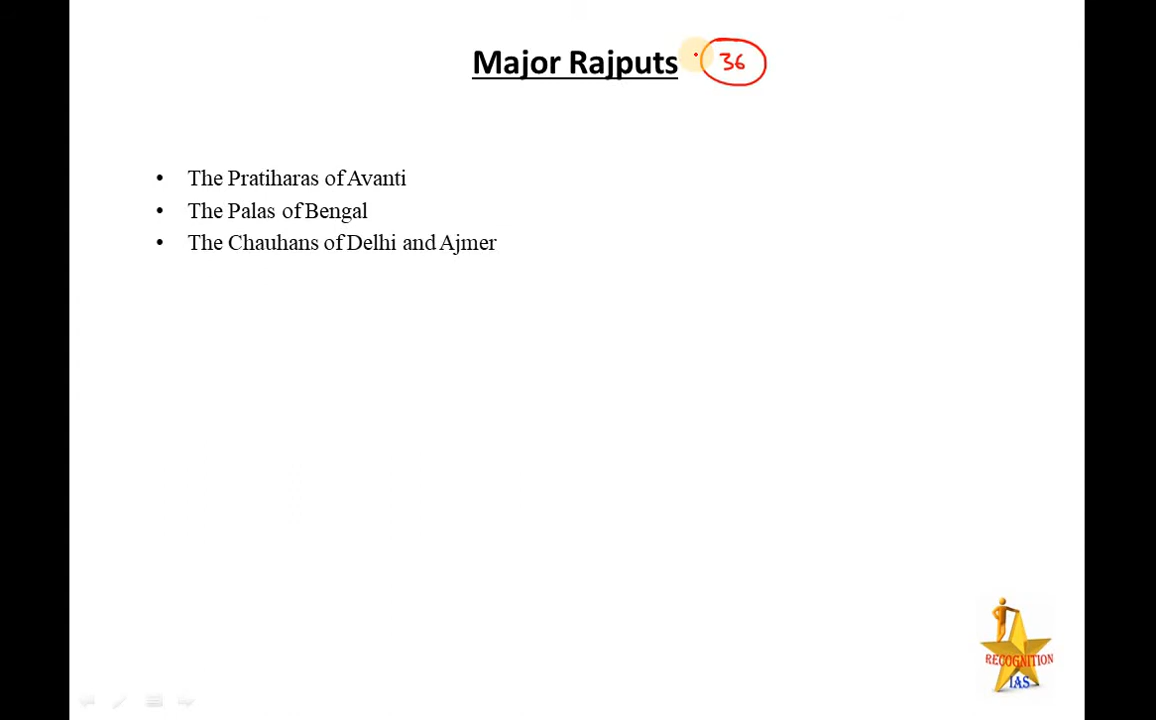 Major Rajputs 36
• The Pratiharas of Avanti
• The Palas of Bengal
• The Chauhans of Delhi and Ajmer
RECOGNITION
IAS